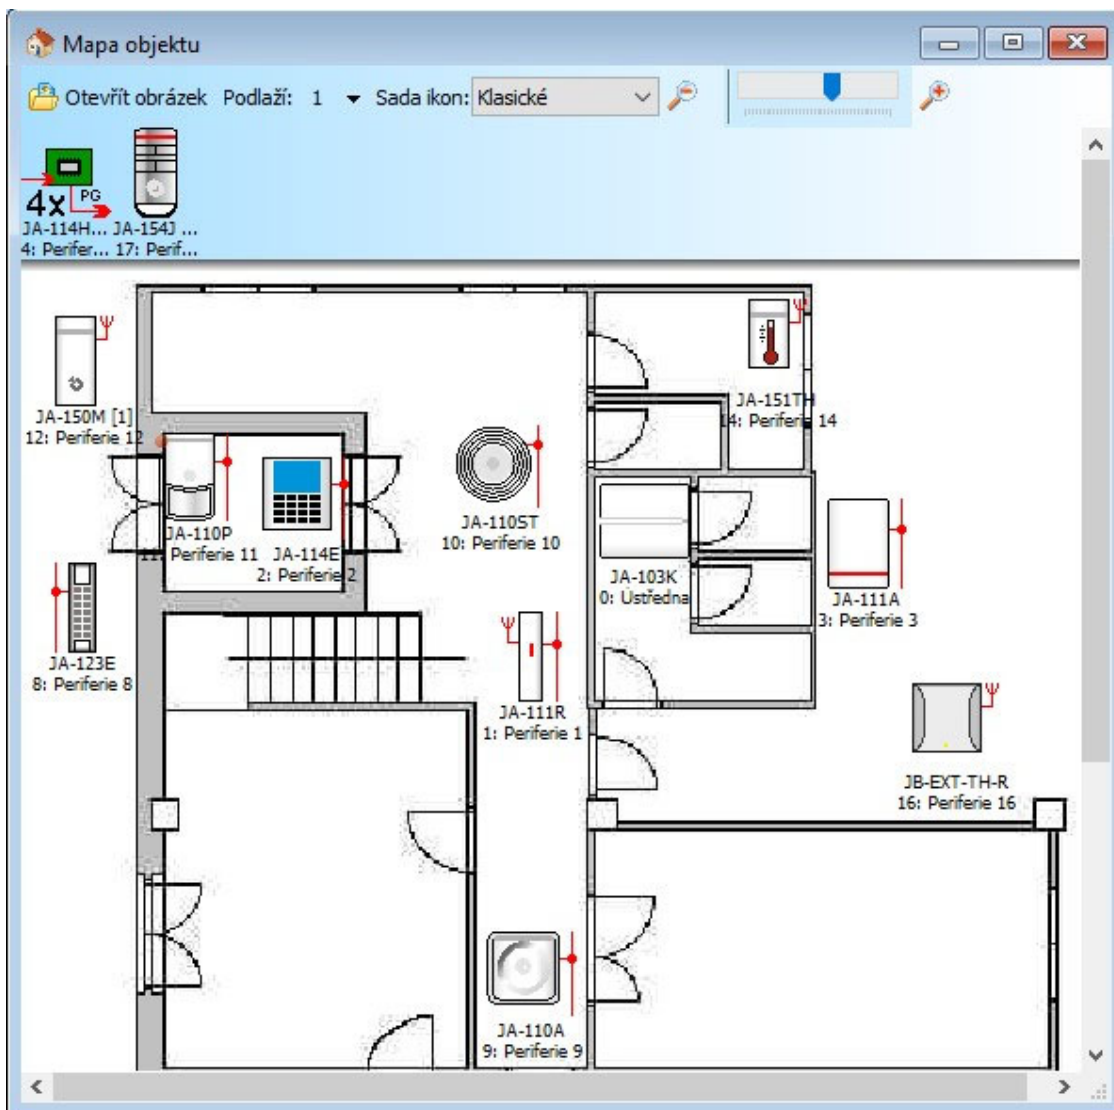 Mapa objektu
Otevřít obrázek Podlaží: 1 Sada ikon: Klasické
4x PG
JA-114H... JA-154J ...
4: Perifer... 17: Perif...
JA-150M [1]
12: Periferie 12
JA-151TH
14: Periferie 14
JA-110P
11: Periferie 11
JA-114E
2: Periferie 2
JA-110ST
10: Periferie 10
JA-103K
0: Ústředna
JA-111A
3: Periferie 3
JA-123E
8: Periferie 8
JA-111R
1: Periferie 1
JB-EXT-TH-R
16: Periferie 16
JA-110A
9: Periferie 9